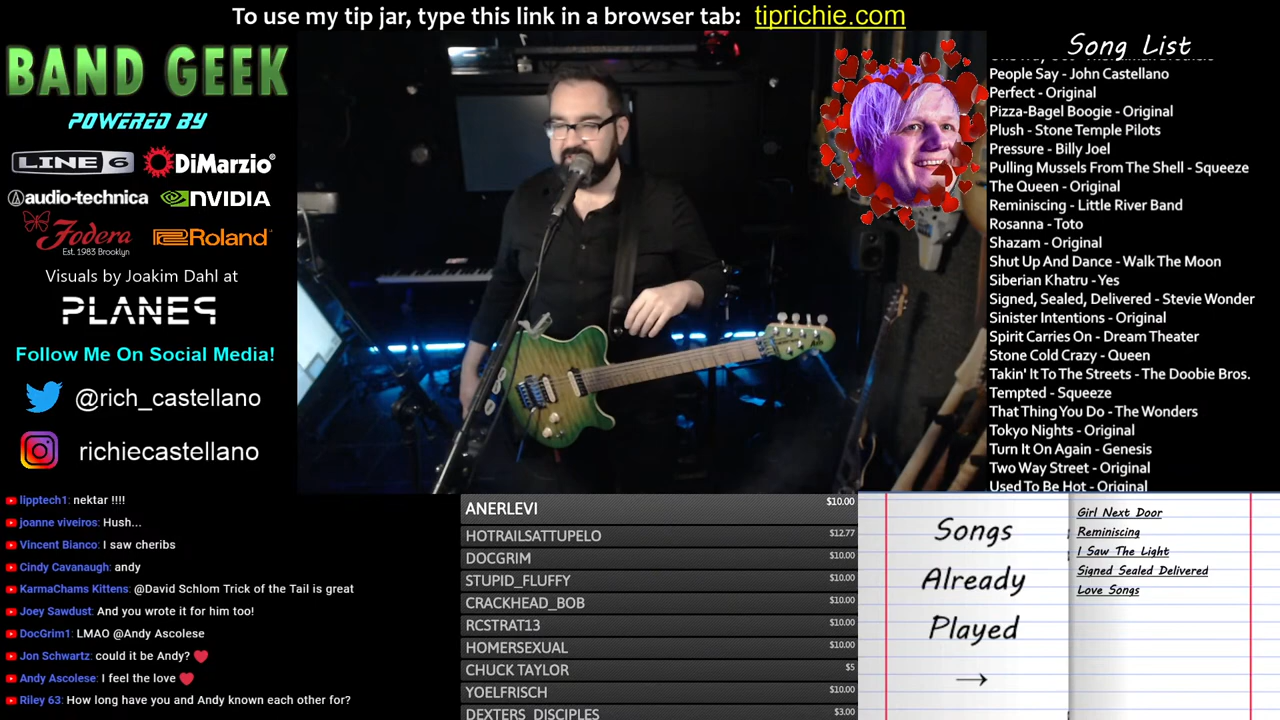 To use my tip jar, type this link in a browser tab: tiprichie.com
BAND GEEK
POWERED BY
LINE 6
DiMarzio
audio-technica
NVIDIA
Fodera
Est. 1983 Brooklyn
Roland
Visuals by Joakim Dahl at
PLANE9
Follow Me On Social Media!
@rich_castellano
richiecastellano
Song List
People Say - John Castellano
Perfect - Original
Pizza-Bagel Boogie - Original
Plush - Stone Temple Pilots
Pressure - Billy Joel
Pulling Mussels From The Shell - Squeeze
The Queen - Original
Reminiscing - Little River Band
Rosanna - Toto
Shazam - Original
Shut Up And Dance - Walk The Moon
Siberian Khatru - Yes
Signed, Sealed, Delivered - Stevie Wonder
Sinister Intentions - Original
Spirit Carries On - Dream Theater
Stone Cold Crazy - Queen
Takin' It To The Streets - The Doobie Bros.
Tempted - Squeeze
That Thing You Do - The Wonders
Tokyo Nights - Original
Turn It On Again - Genesis
Two Way Street - Original
Used To Be Hot - Original
lipptech1: nektar !!!!
joanne viveiros: Hush...
Vincent Bianco: I saw cheribs
Cindy Cavanaugh: andy
KarmaChams Kittens: @David Schlom Trick of the Tail is great
Joey Sawdust: And you wrote it for him too!
DocGrim1: LMAO @Andy Ascolese
Jon Schwartz: could it be Andy? ❤️
Andy Ascolese: I feel the love ❤️
Riley 63: How long have you and Andy known each other for?
ANERLEVI $10.00
HOTRAILSATTUPELO $12.77
DOCGRIM $10.00
STUPID_FLUFFY $10.00
CRACKHEAD_BOB $10.00
RCSTRAT13 $10.00
HOMERSEXUAL $10.00
CHUCK TAYLOR $5
YOELFRISCH $10.00
DEXTERS_DISCIPLES $3.00
Songs
Already
Played
→
Girl Next Door
Reminiscing
I Saw The Light
Signed Sealed Delivered
Love Songs